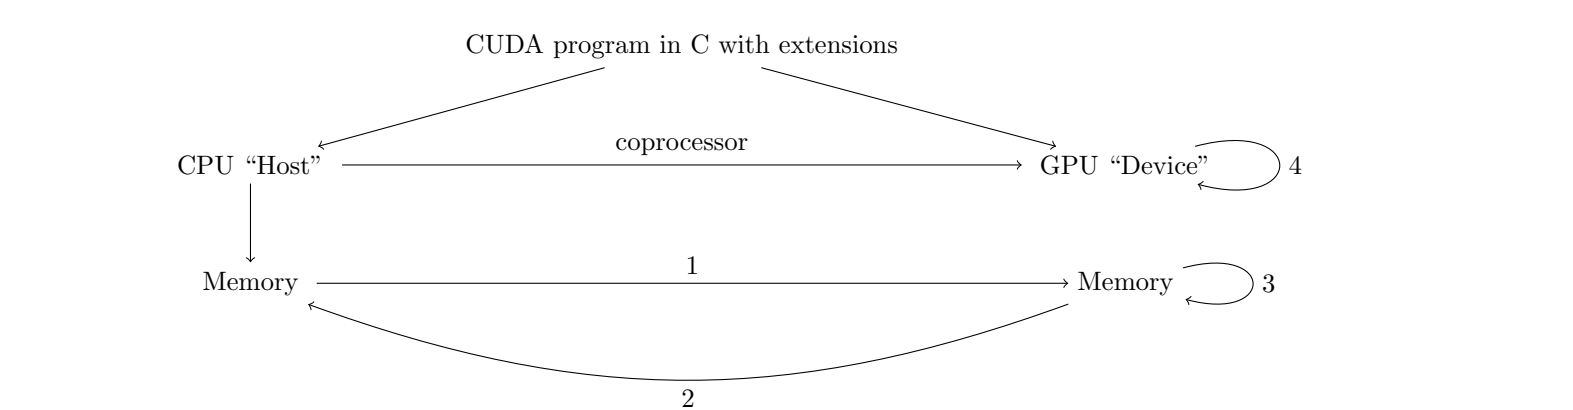 CUDA program in C with extensions
coprocessor
CPU “Host”
GPU “Device”
4
1
Memory
Memory
3
2